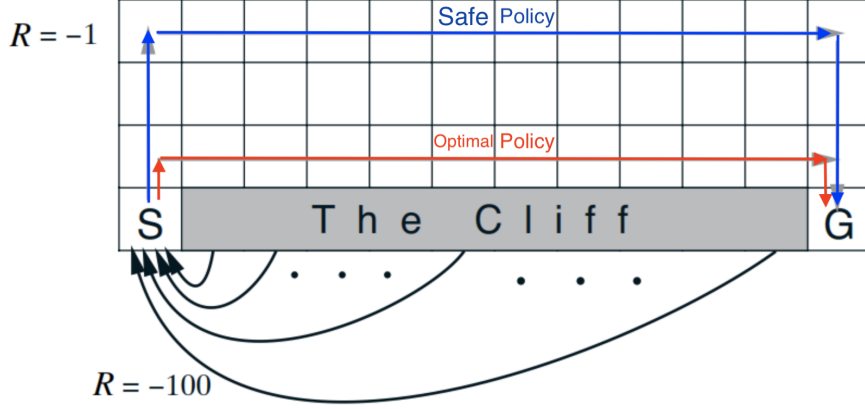 Safe Policy
R = −1
Optimal Policy
S The Cliff G
R = −100